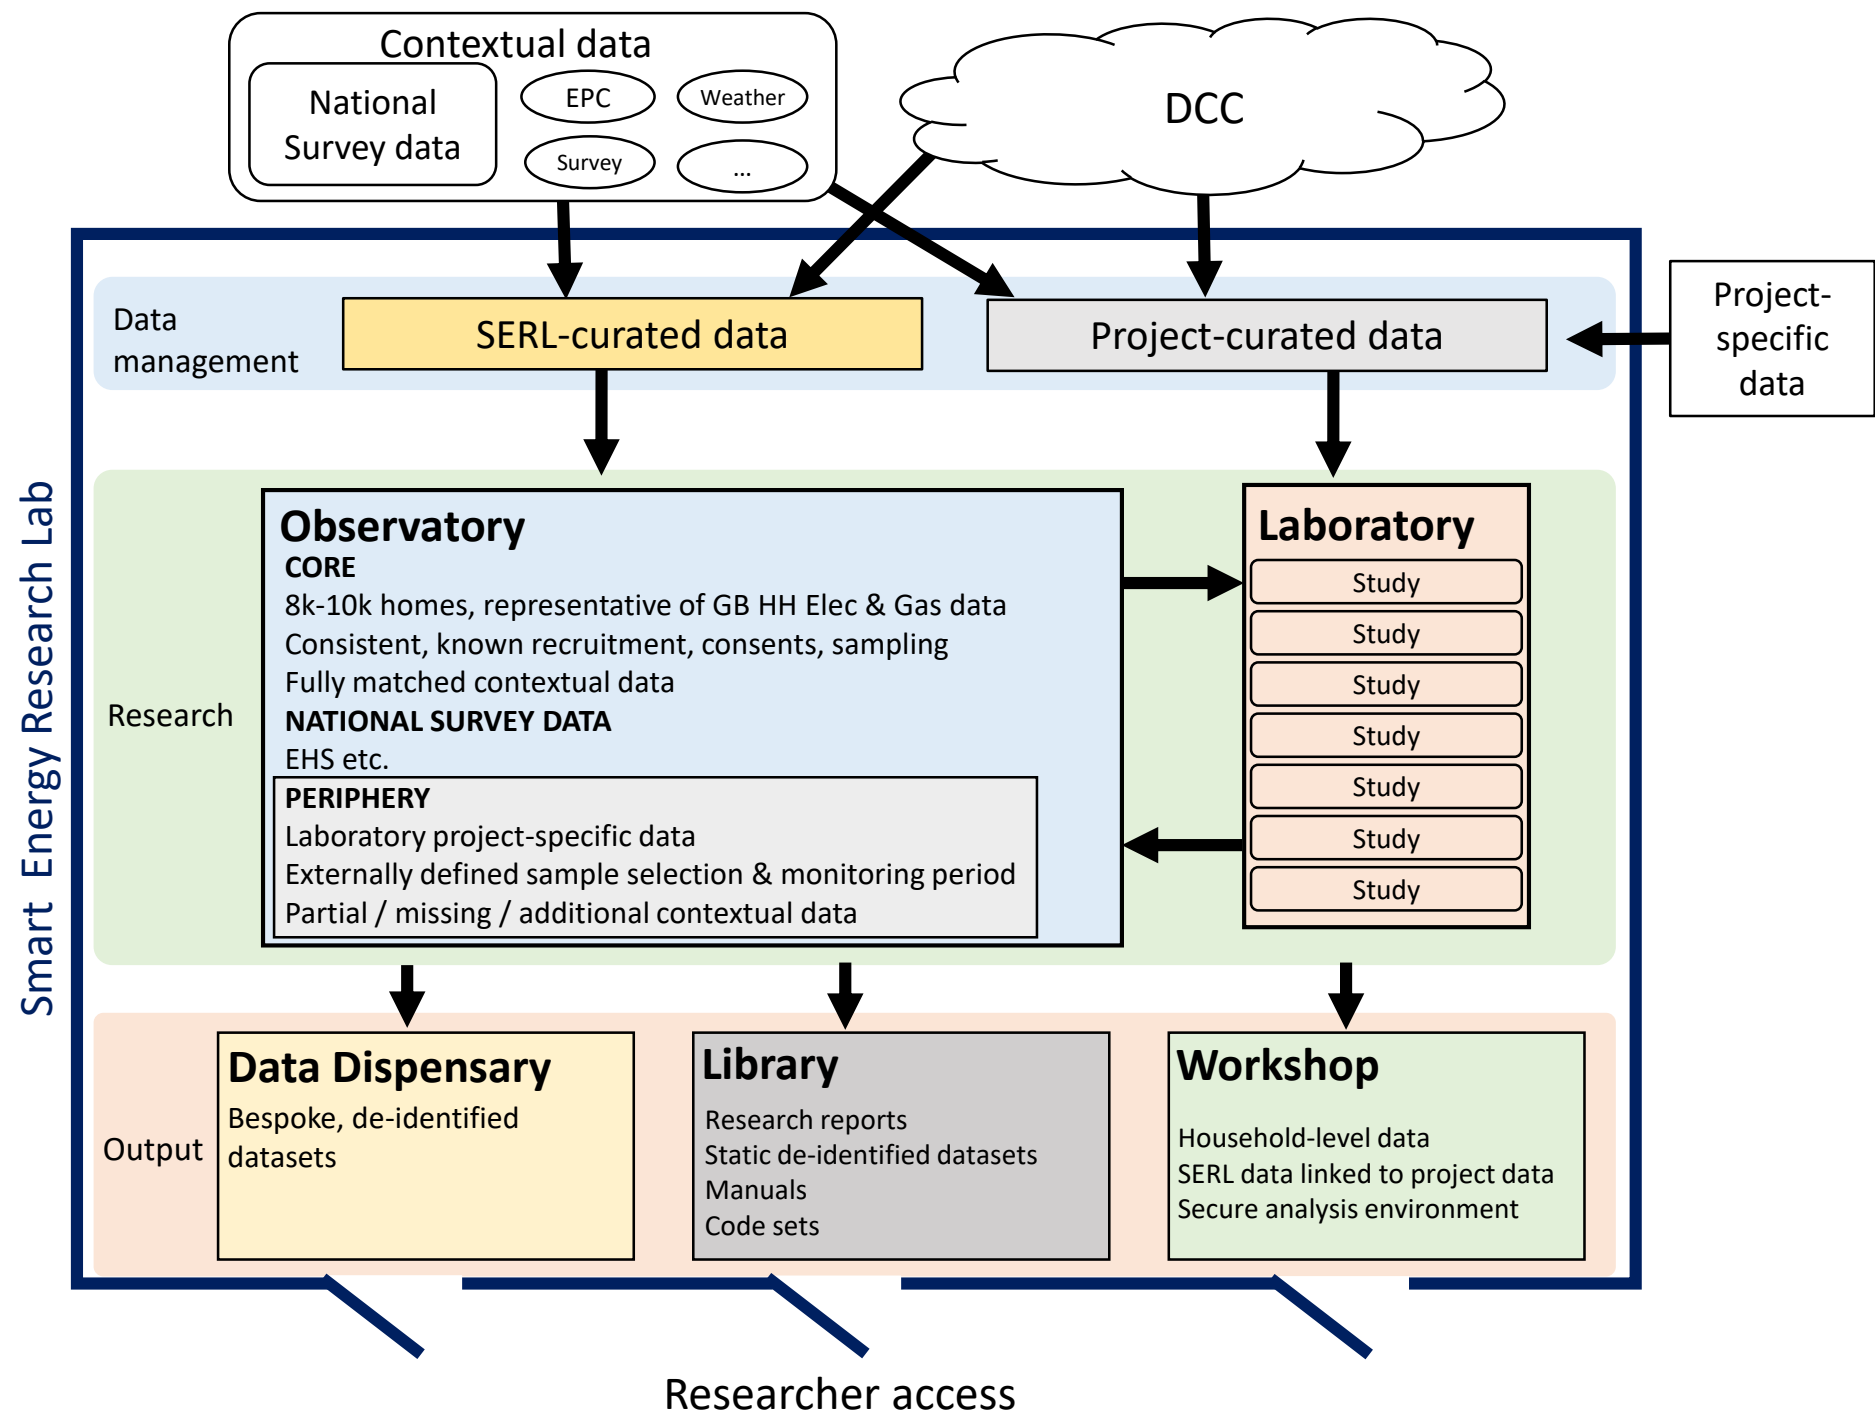 Contextual data
National
Survey data
EPC
Weather
Survey
...
DCC
Project-
specific
data
Data
management
SERL-curated data
Project-curated data
Smart Energy Research Lab
Research
Observatory
CORE
8k-10k homes, representative of GB HH Elec & Gas data
Consistent, known recruitment, consents, sampling
Fully matched contextual data
NATIONAL SURVEY DATA
EHS etc.
PERIPHERY
Laboratory project-specific data
Externally defined sample selection & monitoring period
Partial / missing / additional contextual data
Laboratory
Study
Study
Study
Study
Study
Study
Study
Output
Data Dispensary
Bespoke, de-identified
datasets
Library
Research reports
Static de-identified datasets
Manuals
Code sets
Workshop
Household-level data
SERL data linked to project data
Secure analysis environment
Researcher access